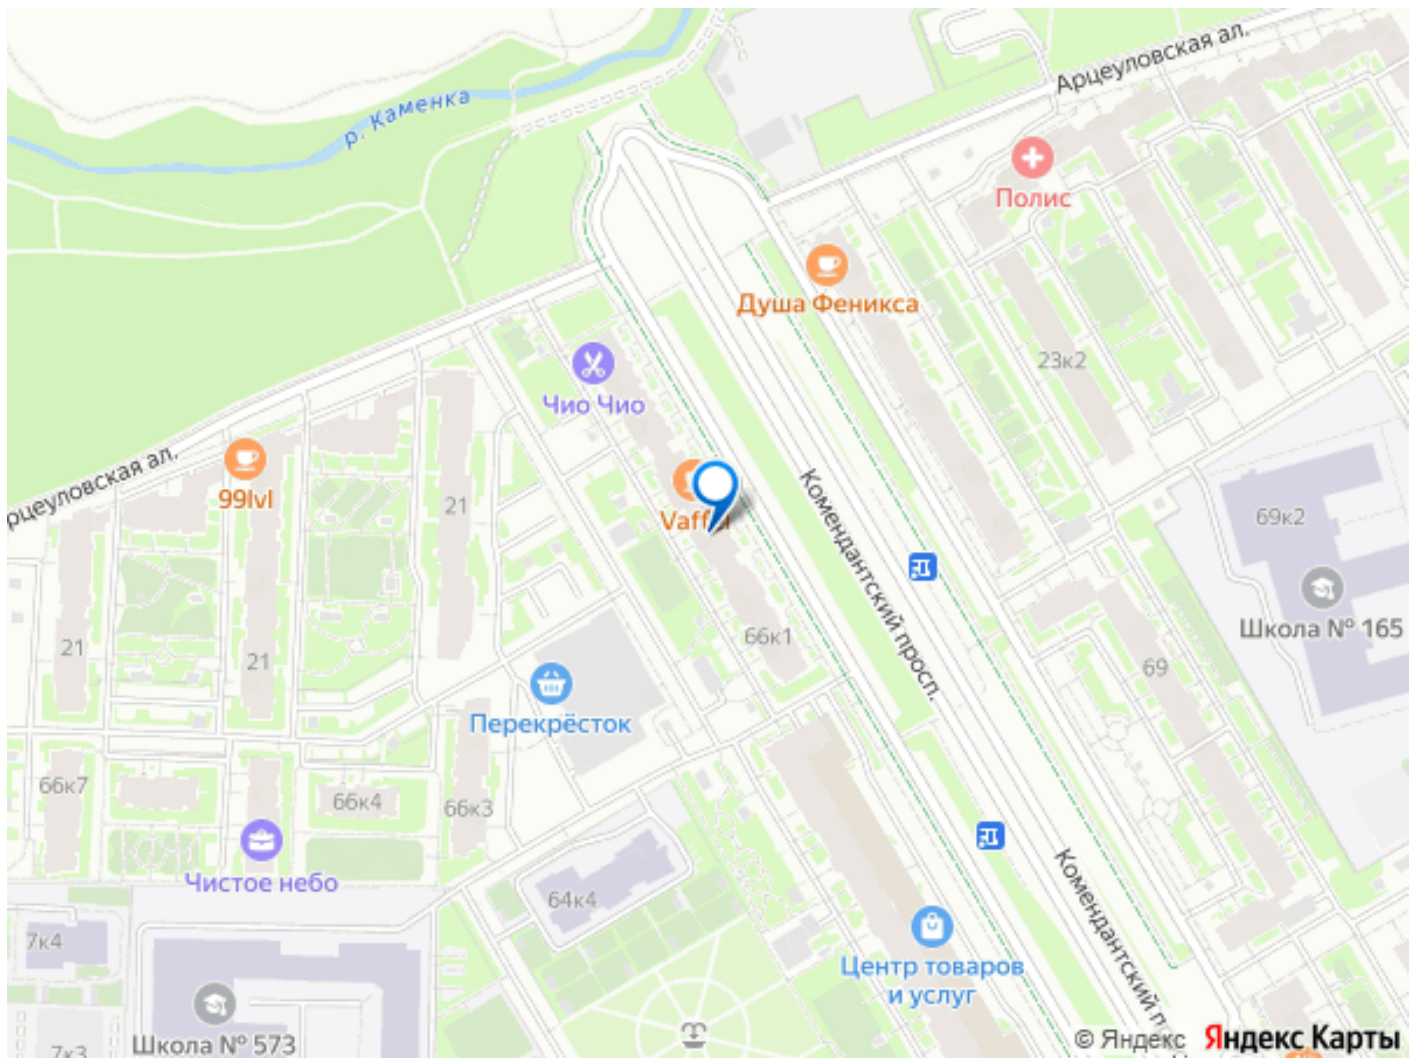 Арцеуловская ал.
р. Каменка
Полис
Душа Феникса
23к2
Чио Чио
Арцеуловская ал.
99lvl
21
Vaffel
Комендантский просп.
69к2
Школа № 165
66к1
21
21
69
Перекрёсток
66к7
66к4
66к3
Чистое небо
64к4
Комендантский п
7к4
Центр товаров
и услуг
Школа № 573
7к3
© Яндекс Яндекс Карты